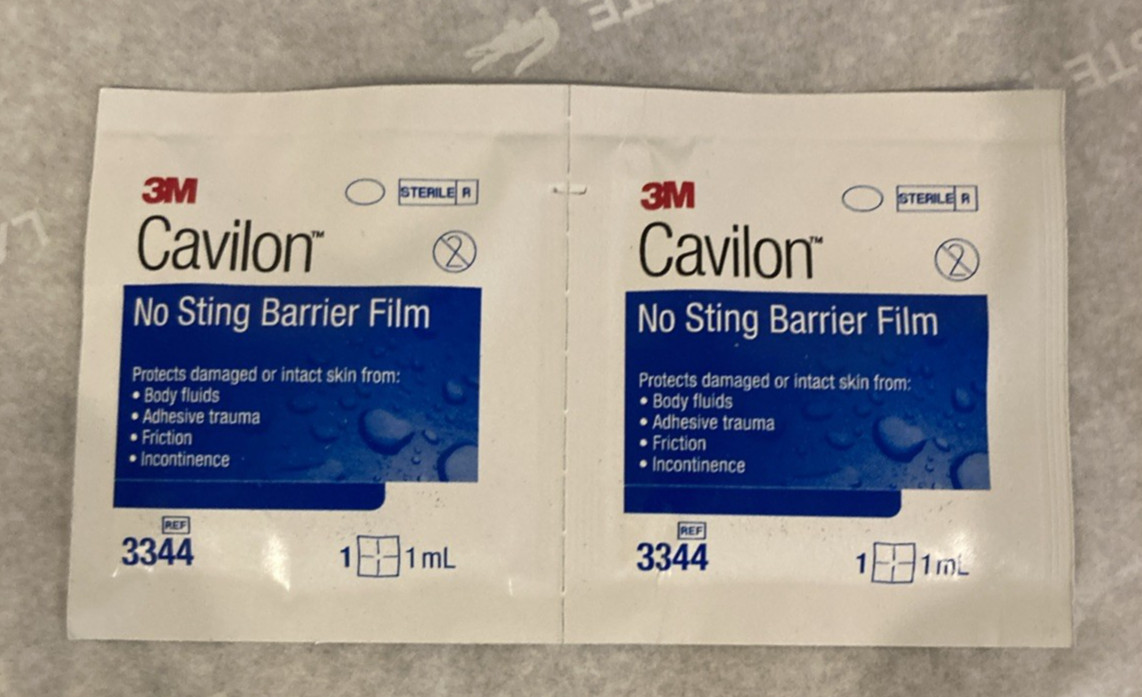 3M
STERILE R
Cavilon™
2
No Sting Barrier Film
Protects damaged or intact skin from:
• Body fluids
• Adhesive trauma
• Friction
• Incontinence
REF
3344
1 1 mL
3M
STERILE R
Cavilon™
2
No Sting Barrier Film
Protects damaged or intact skin from:
• Body fluids
• Adhesive trauma
• Friction
• Incontinence
REF
3344
1 1 mL